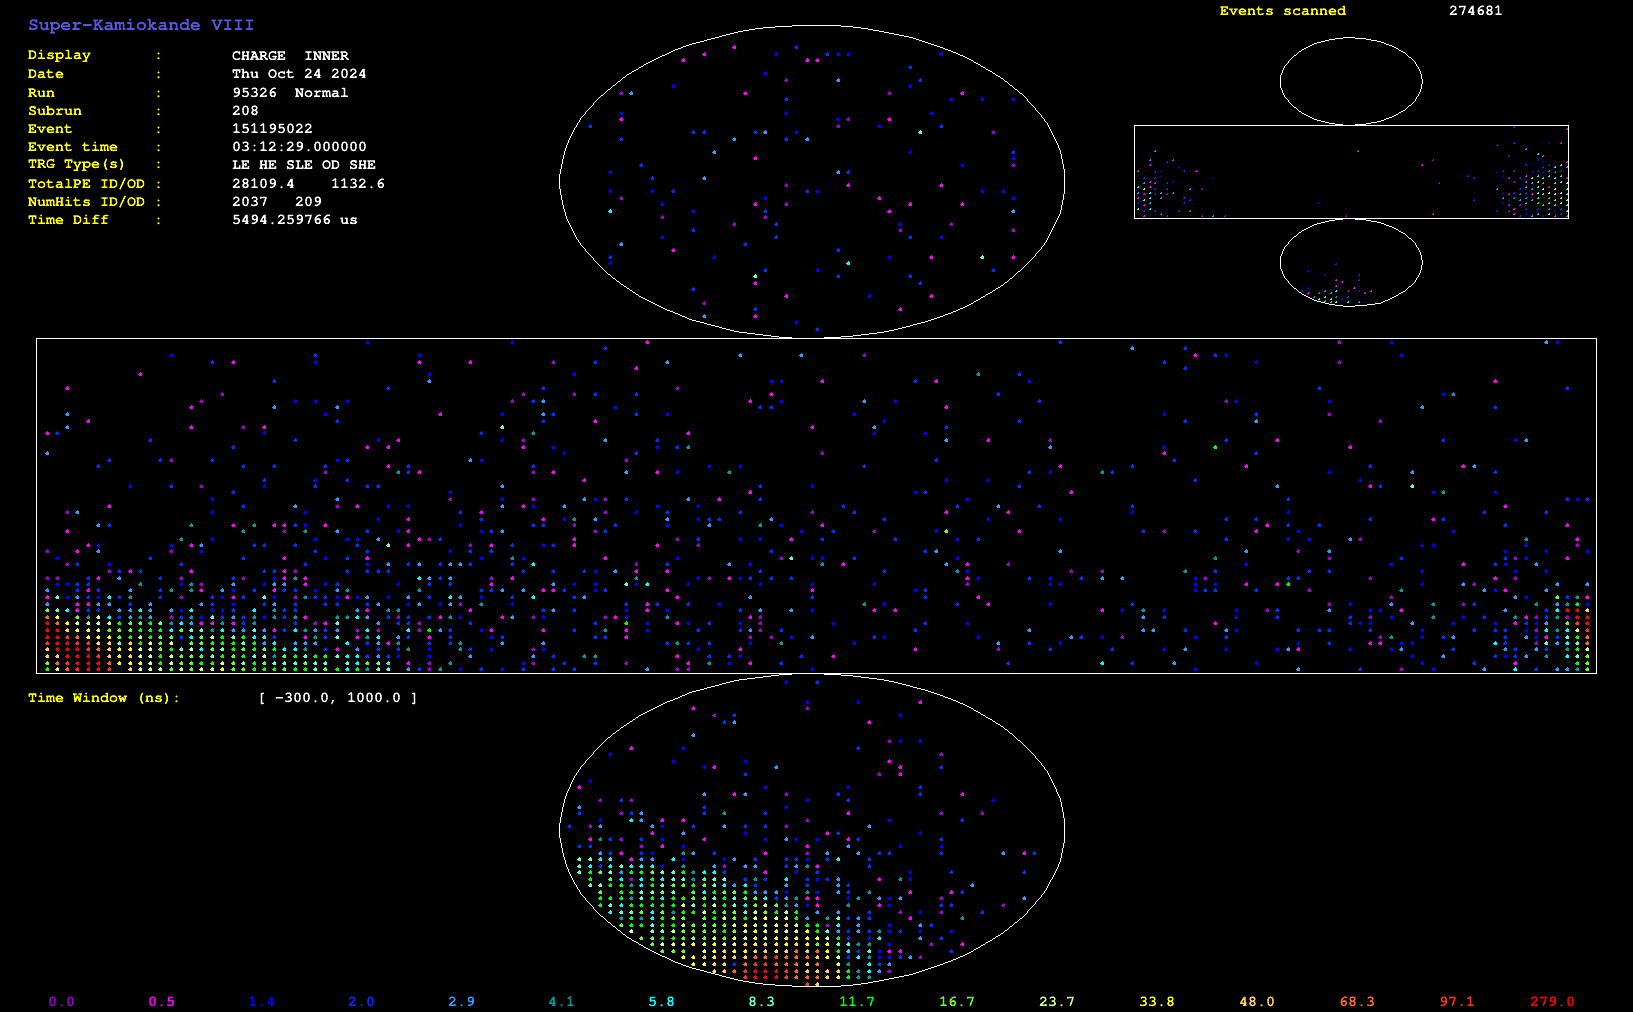 Super-Kamiokande VIII
Events scanned 274681
Display : CHARGE INNER
Date : Thu Oct 24 2024
Run : 95326 Normal
Subrun : 208
Event : 151195022
Event time : 03:12:29.000000
TRG Type(s) : LE HE SLE OD SHE
TotalPE ID/OD : 28109.4 1132.6
NumHits ID/OD : 2037 209
Time Diff : 5494.259766 us
Time Window (ns): [ −300.0, 1000.0 ]
0.0 0.5 1.4 2.0 2.9 4.1 5.8 8.3 11.7 16.7 23.7 33.8 48.0 68.3 97.1 279.0